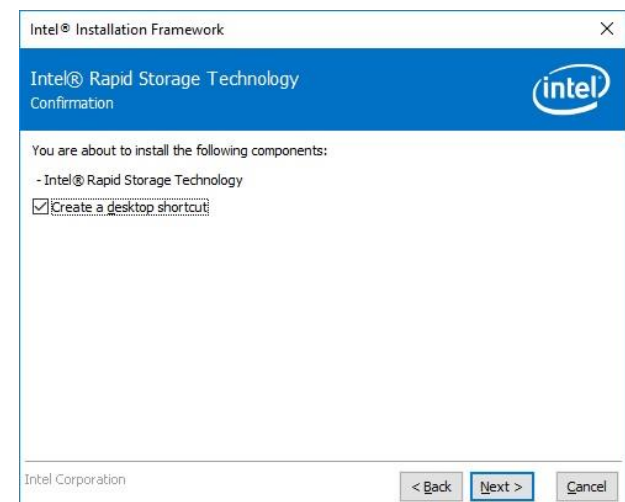 Intel® Installation Framework
Intel® Rapid Storage Technology
Confirmation
intel
You are about to install the following components:
- Intel® Rapid Storage Technology
Create a desktop shortcut
Intel Corporation
< Back Next > Cancel